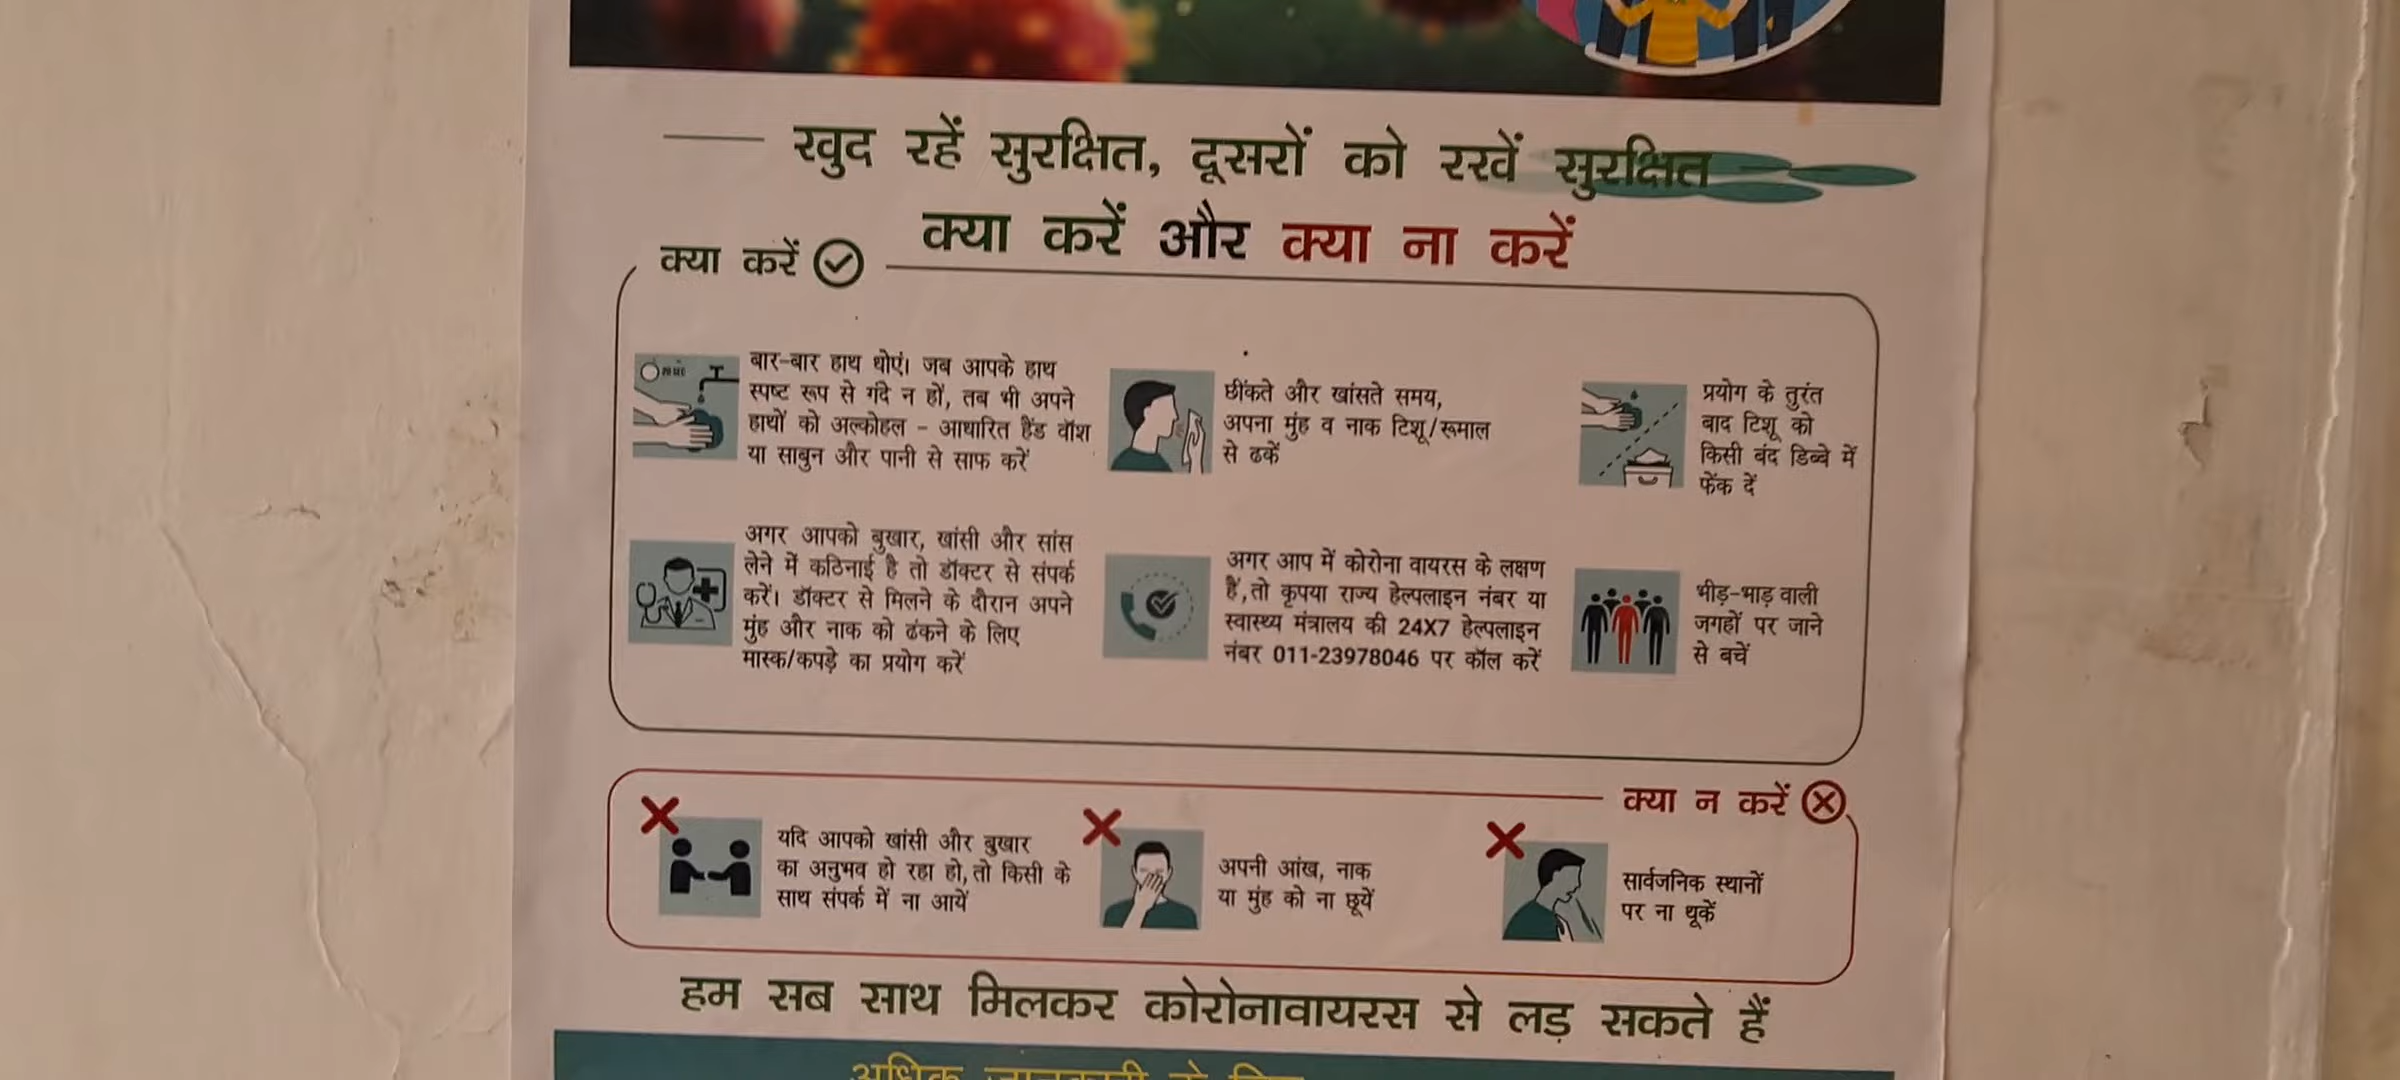 खुद रहें सुरक्षित, दूसरों को रखें सुरक्षित
क्या करें और क्या ना करें
क्या करें
20 SEC
बार-बार हाथ धोएं। जब आपके हाथ
स्पष्ट रूप से गंदे न हों, तब भी अपने
हाथों को अल्कोहल - आधारित हैंड वॉश
या साबुन और पानी से साफ करें
छींकते और खांसते समय,
अपना मुंह व नाक टिशू/रूमाल
से ढकें
प्रयोग के तुरंत
बाद टिशू को
किसी बंद डिब्बे में
फेंक दें
अगर आपको बुखार, खांसी और सांस
लेने में कठिनाई है तो डॉक्टर से संपर्क
करें। डॉक्टर से मिलने के दौरान अपने
मुंह और नाक को ढंकने के लिए
मास्क/कपड़े का प्रयोग करें
अगर आप में कोरोना वायरस के लक्षण
हैं,तो कृपया राज्य हेल्पलाइन नंबर या
स्वास्थ्य मंत्रालय की 24X7 हेल्पलाइन
नंबर 011-23978046 पर कॉल करें
भीड़-भाड़ वाली
जगहों पर जाने
से बचें
क्या न करें
यदि आपको खांसी और बुखार
का अनुभव हो रहा हो,तो किसी के
साथ संपर्क में ना आयें
अपनी आंख, नाक
या मुंह को ना छूयें
सार्वजनिक स्थानों
पर ना थूकें
हम सब साथ मिलकर कोरोनावायरस से लड़ सकते हैं
अधिक जानकारी के लिए